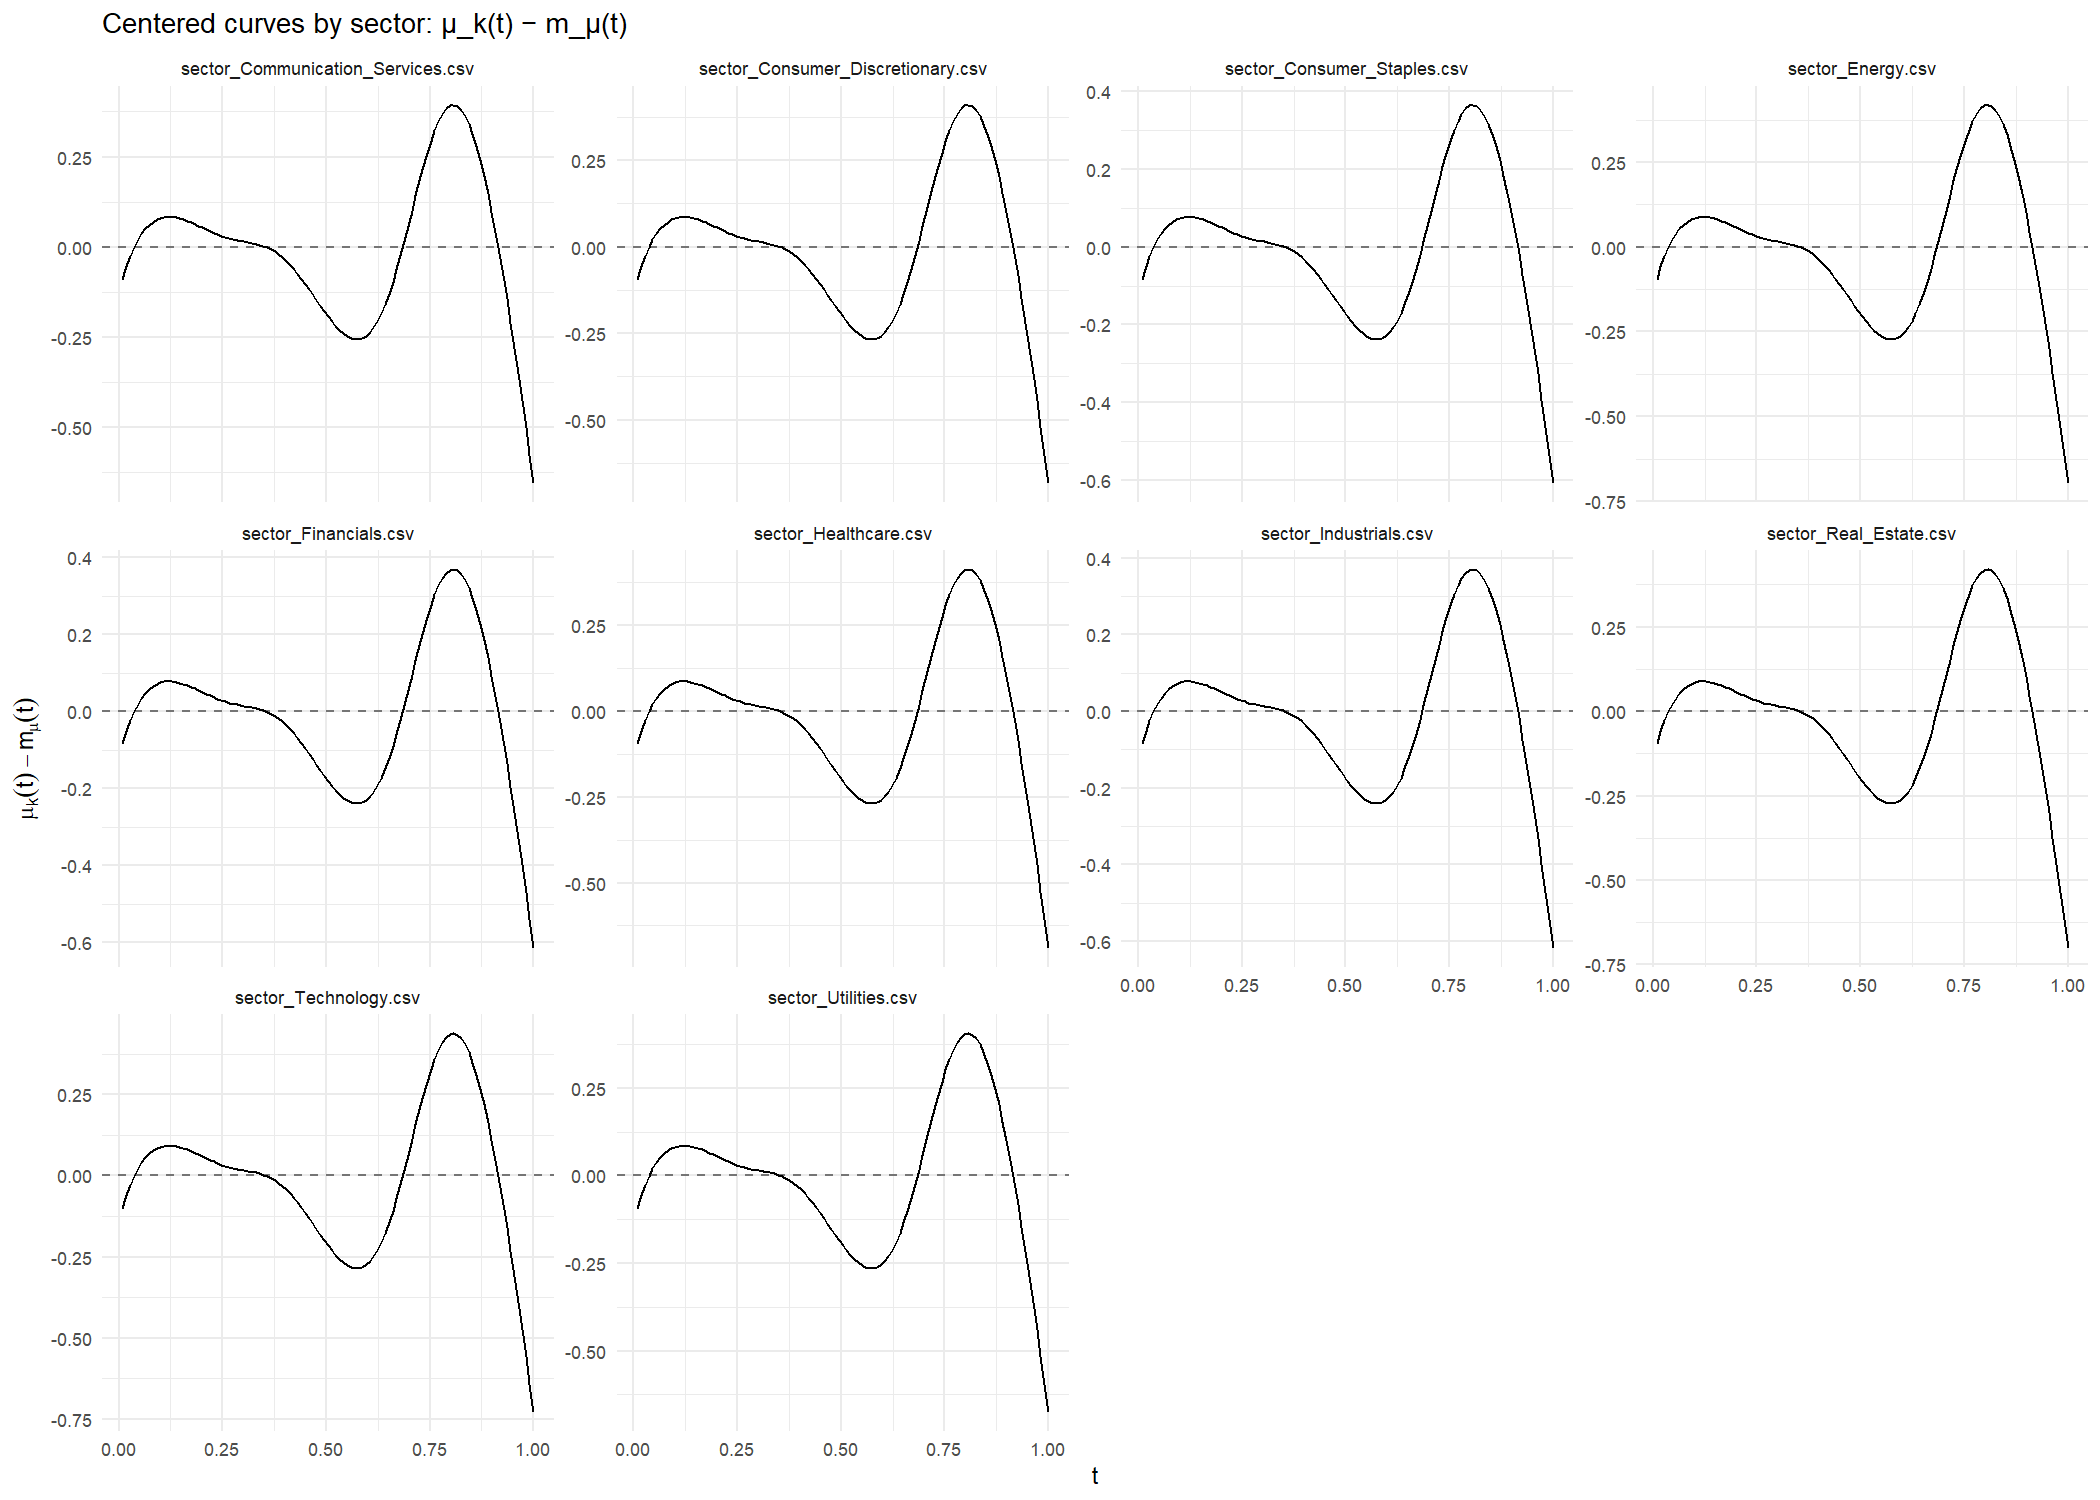 Centered curves by sector: μ_k(t) − m_μ(t)
sector_Communication_Services.csv
sector_Consumer_Discretionary.csv
sector_Consumer_Staples.csv
sector_Energy.csv
0.25
0.00
-0.25
-0.50
0.25
0.00
-0.25
-0.50
0.4
0.2
0.0
-0.2
-0.4
-0.6
0.25
0.00
-0.25
-0.50
-0.75
sector_Financials.csv
sector_Healthcare.csv
sector_Industrials.csv
sector_Real_Estate.csv
0.4
0.2
0.0
-0.2
-0.4
-0.6
0.25
0.00
-0.25
-0.50
0.4
0.2
0.0
-0.2
-0.4
-0.6
0.25
0.00
-0.25
-0.50
-0.75
0.00 0.25 0.50 0.75 1.00
0.00 0.25 0.50 0.75 1.00
μk(t) − mμ(t)
sector_Technology.csv
sector_Utilities.csv
0.25
0.00
-0.25
-0.50
-0.75
0.25
0.00
-0.25
-0.50
0.00 0.25 0.50 0.75 1.00
0.00 0.25 0.50 0.75 1.00
t